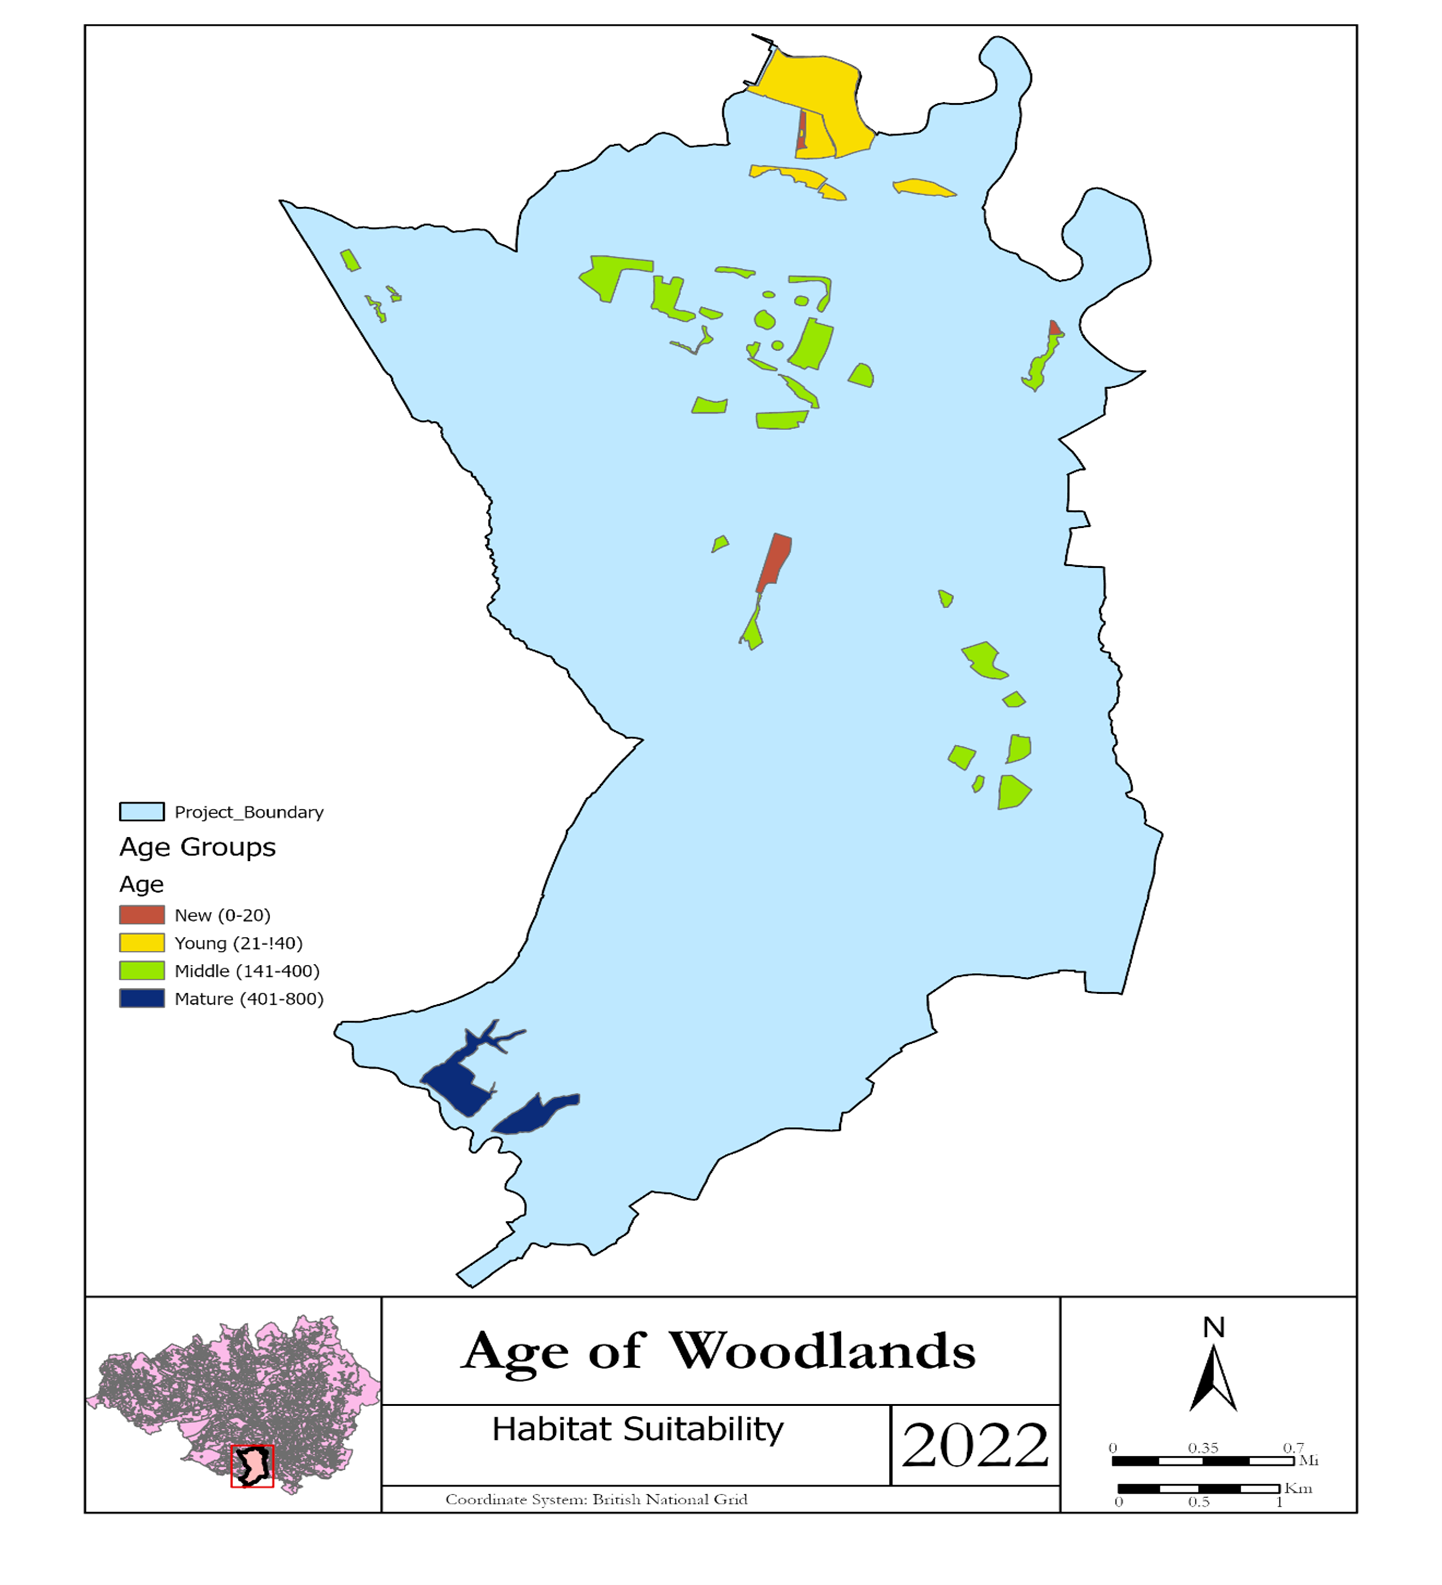 Project_Boundary
Age Groups
Age
New (0-20)
Young (21-!40)
Middle (141-400)
Mature (401-800)
Age of Woodlands
Habitat Suitability
2022
Coordinate System: British National Grid
N
0 0.35 0.7
Mi
Km
0 0.5 1